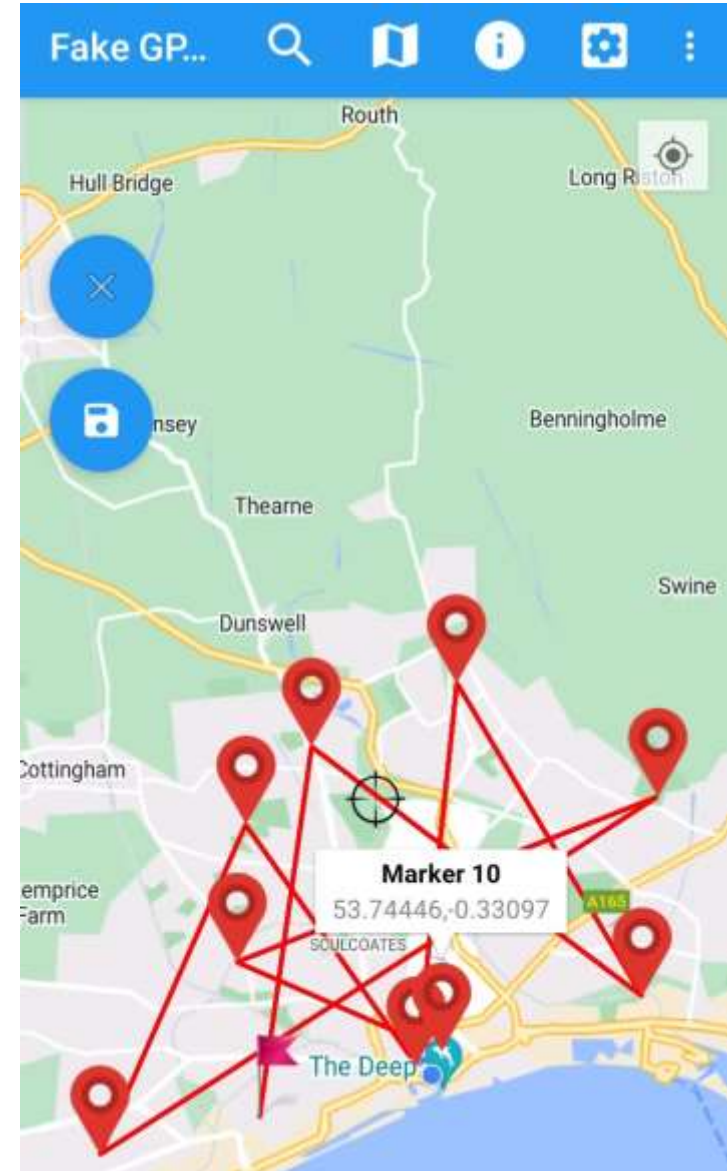 Fake GP...
Routh
Hull Bridge
Long Riston
nsey
Benningholme
Thearne
Swine
Dunswell
Cottingham
Marker 10
53.74446,-0.33097
emprice
Farm
A165
SCULCOATES
The Deep